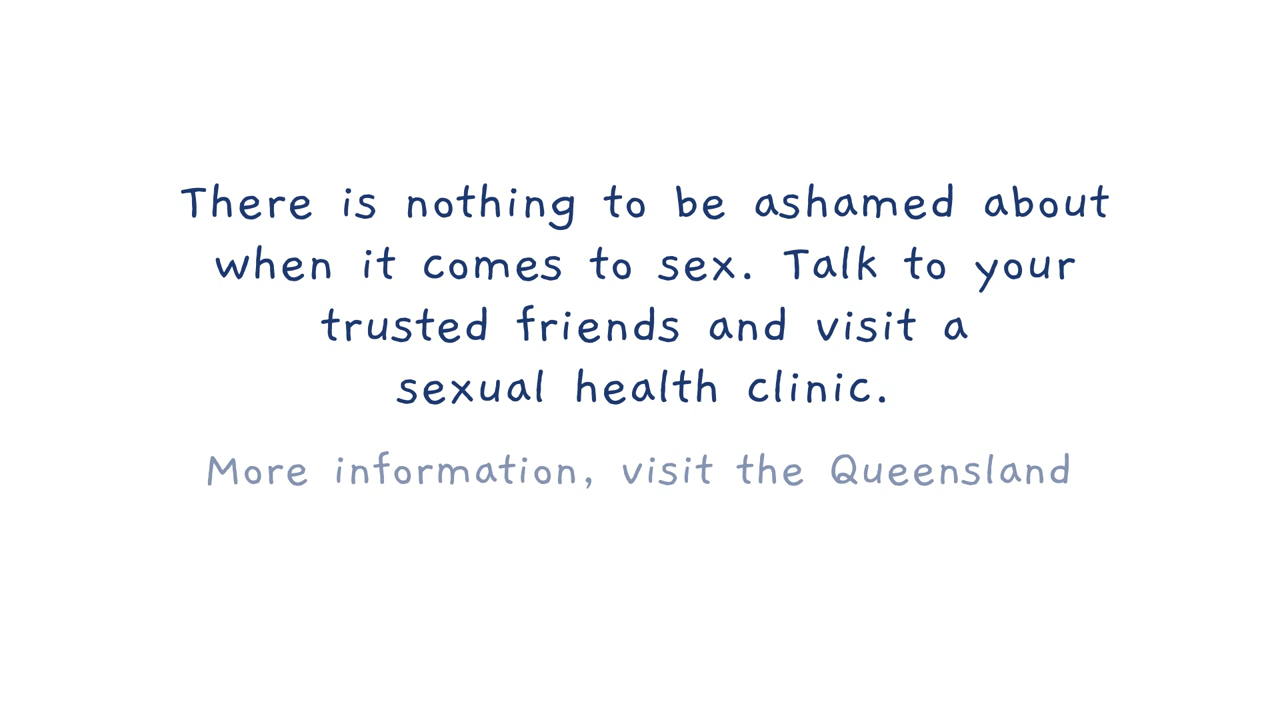 There is nothing to be ashamed about
when it comes to sex. Talk to your
trusted friends and visit a
sexual health clinic.
More information, visit the Queensland